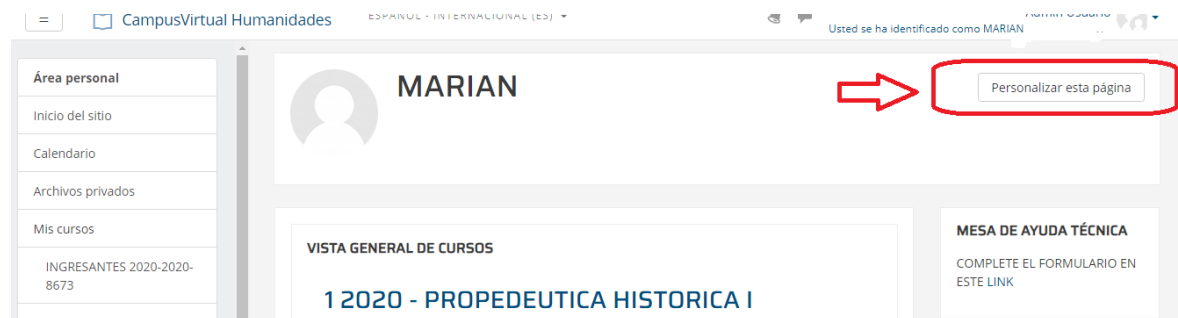 CampusVirtual Humanidades
ESPAÑOL - INTERNACIONAL (ES)
Admin Usuario
Usted se ha identificado como MARIAN
Área personal
Inicio del sitio
Calendario
Archivos privados
Mis cursos
INGRESANTES 2020-2020-
8673
MARIAN
Personalizar esta página
VISTA GENERAL DE CURSOS
1 2020 - PROPEDEUTICA HISTORICA I
MESA DE AYUDA TÉCNICA
COMPLETE EL FORMULARIO EN
ESTE LINK